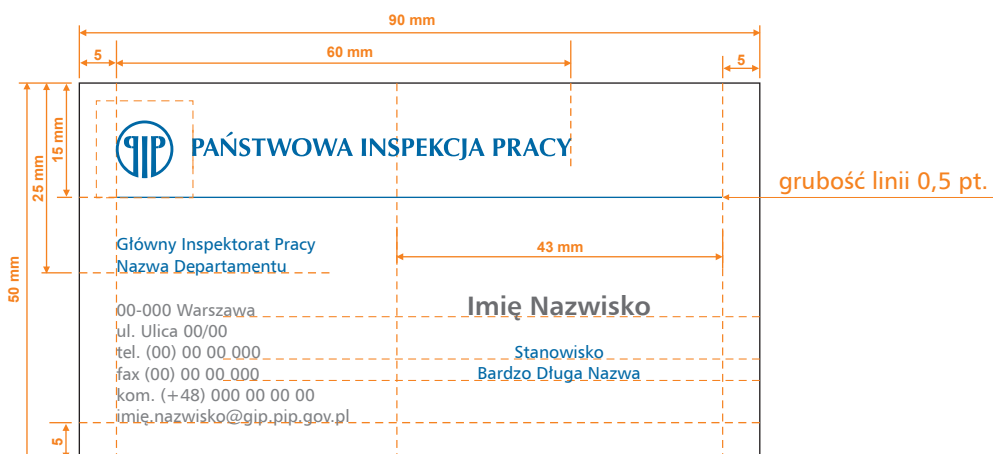 90 mm
5
60 mm
5
15 mm
25 mm
50 mm
PIP
PAŃSTWOWA INSPEKCJA PRACY
grubość linii 0,5 pt.
Główny Inspektorat Pracy
Nazwa Departamentu
43 mm
00-000 Warszawa
ul. Ulica 00/00
tel. (00) 00 00 000
fax (00) 00 00 000
kom. (+48) 000 00 00 00
imię.nazwisko@gip.pip.gov.pl
Imię Nazwisko
Stanowisko
Bardzo Długa Nazwa
5